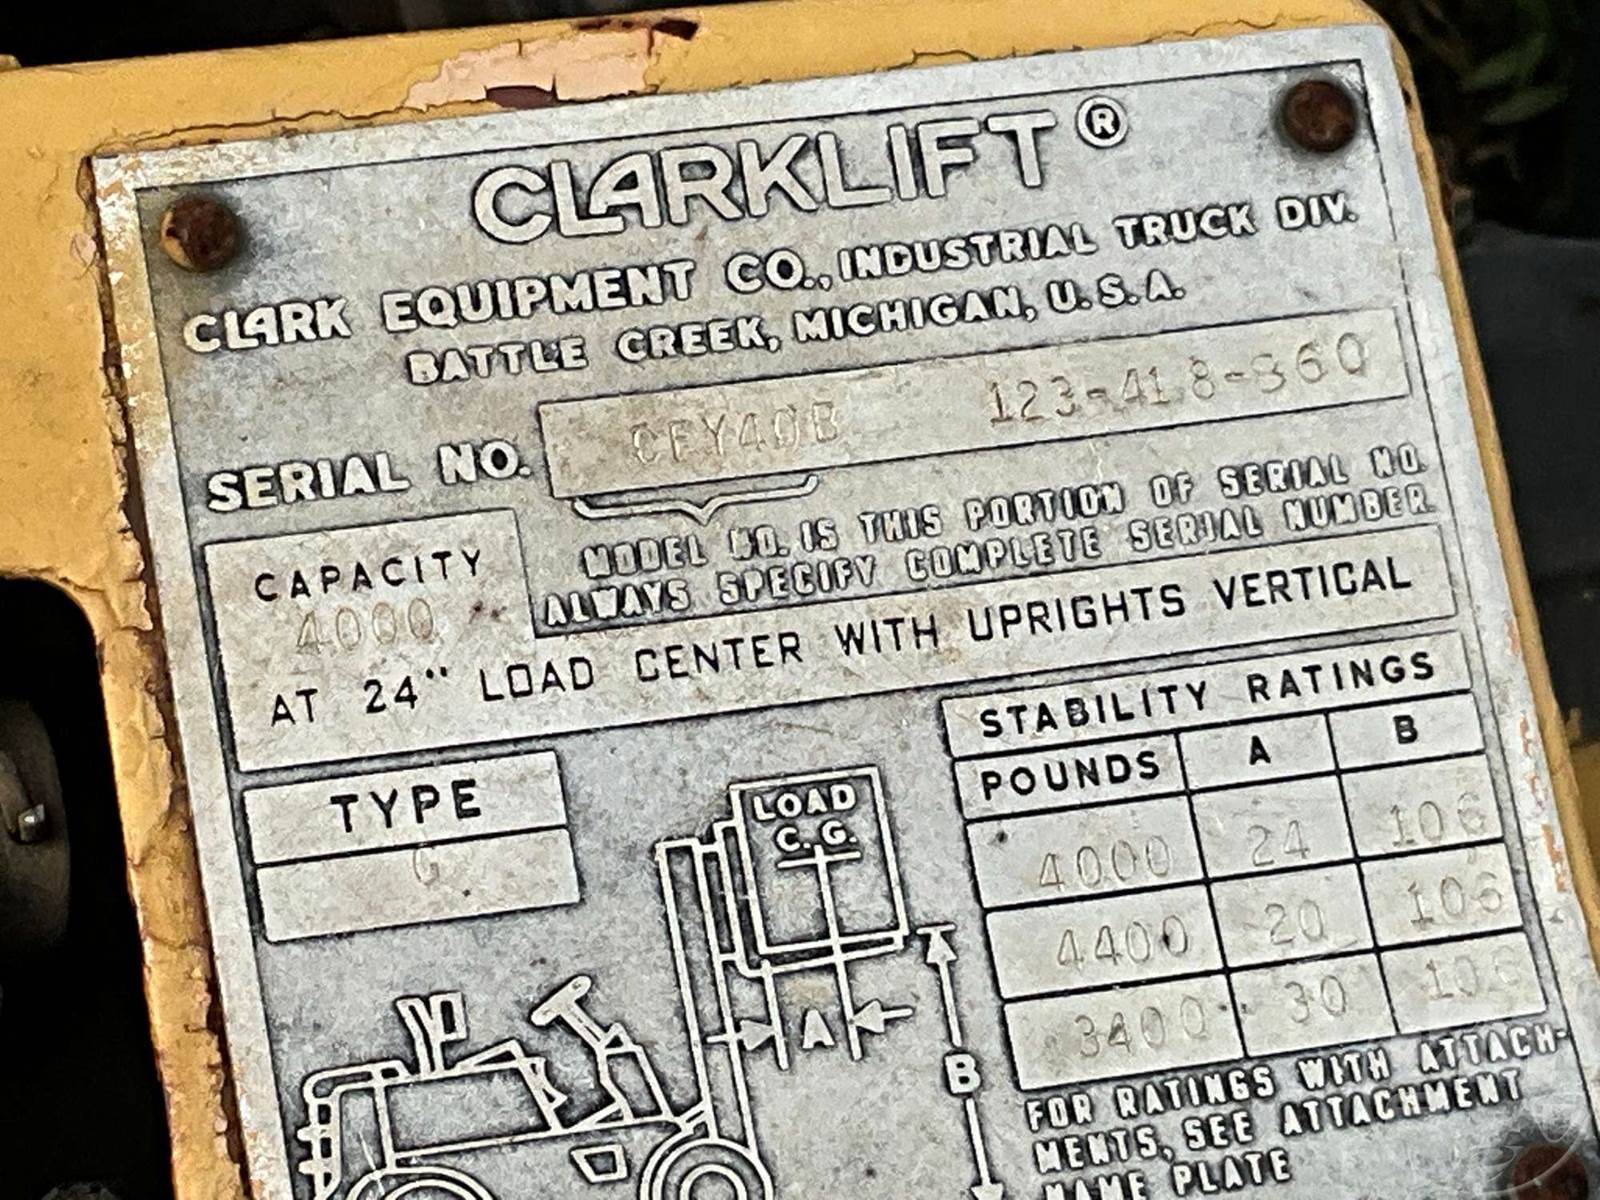 CLARKLIFT®
CLARK EQUIPMENT CO., INDUSTRIAL TRUCK DIV.
BATTLE CREEK, MICHIGAN, U.S.A.
SERIAL NO. CFY40B 123-418-860
MODEL NO. IS THIS PORTION OF SERIAL NO.
ALWAYS SPECIFY COMPLETE SERIAL NUMBER.
CAPACITY
4000
AT 24" LOAD CENTER WITH UPRIGHTS VERTICAL
TYPE
G
LOAD
C.G.
A
B
STABILITY RATINGS
POUNDS A B
4000 24 106
4400 20 106
3400 30 106
FOR RATINGS WITH ATTACH-
MENTS, SEE ATTACHMENT
NAME PLATE